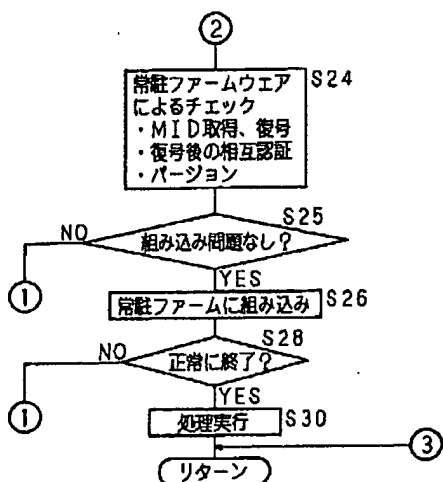 ②
常駐ファームウェア S24
によるチェック
・MID取得、復号
・復号後の相互認証
・バージョン
S25
NO 組み込み問題なし?
① YES
常駐ファームに組み込み S26
S28
NO 正常に終了?
① YES
処理実行 S30
③
リターン